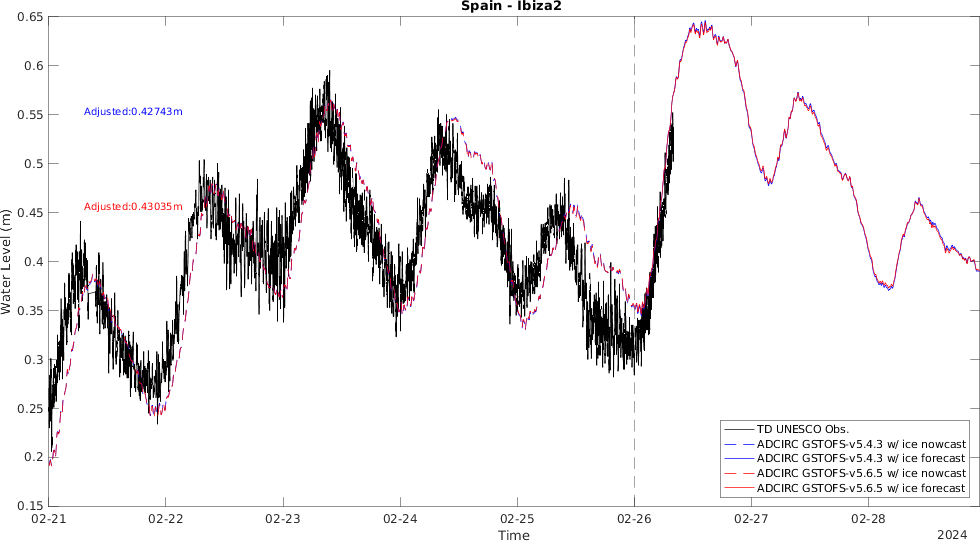 Spain - Ibiza2
0.65
0.6
0.55
0.5
0.45
0.4
0.35
0.3
0.25
0.2
0.15
Water Level (m)
Adjusted:0.42743m
Adjusted:0.43035m
TD UNESCO Obs.
ADCIRC GSTOFS-v5.4.3 w/ ice nowcast
ADCIRC GSTOFS-v5.4.3 w/ ice forecast
ADCIRC GSTOFS-v5.6.5 w/ ice nowcast
ADCIRC GSTOFS-v5.6.5 w/ ice forecast
02-21 02-22 02-23 02-24 02-25 02-26 02-27 02-28
Time
2024